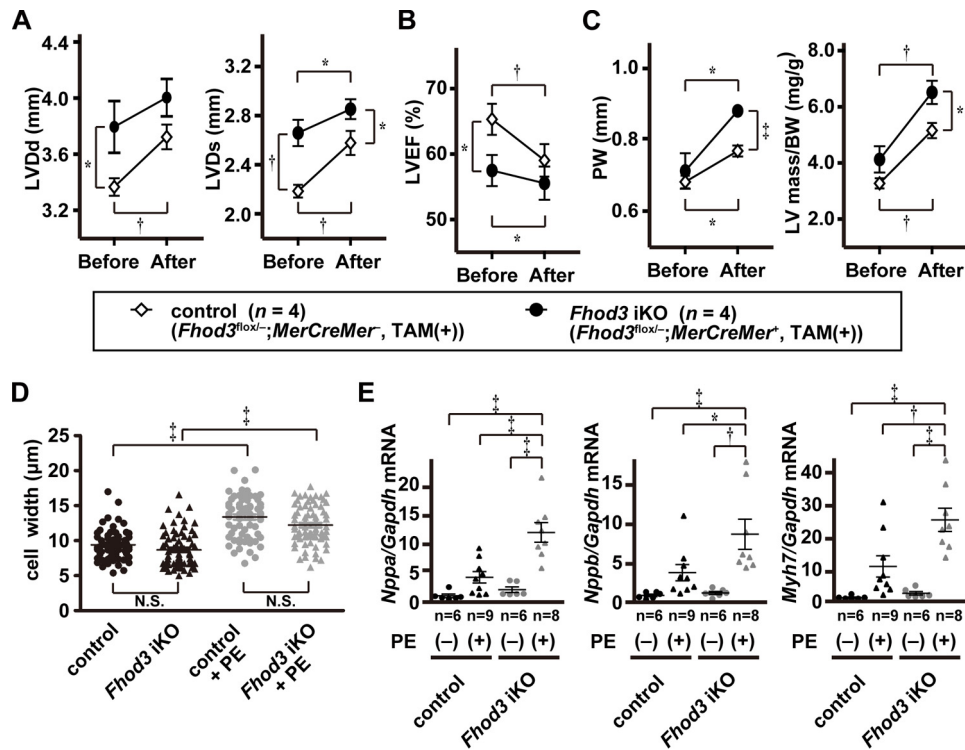 A
LVDd (mm)
4.4
4.0
3.6
3.2
*
†
Before After
LVDs (mm)
3.2
2.8
2.4
2.0
*
†
*
†
Before After
B
LVEF (%)
70
60
50
†
*
*
Before After
C
PW (mm)
1.0
0.8
0.6
*
‡
*
Before After
LV mass/BW (mg/g)
8.0
6.0
4.0
2.0
†
*
†
Before After
control (n = 4)
(Fhod3flox/–;MerCreMer-, TAM(+))
Fhod3 iKO (n = 4)
(Fhod3flox/–;MerCreMer+, TAM(+))
D
cell width (µm)
25
20
15
10
5
0
‡
‡
N.S.
N.S.
control
Fhod3 iKO
control
+ PE
Fhod3 iKO
+ PE
E
Nppa/Gapdh mRNA
25
20
15
10
5
0
‡
‡
‡
n=6 n=9 n=6 n=8
PE (–) (+) (–) (+)
control
Fhod3 iKO
Nppb/Gapdh mRNA
15
10
5
0
‡
*
†
n=6 n=9 n=6 n=8
PE (–) (+) (–) (+)
control
Fhod3 iKO
Myh7/Gapdh mRNA
40
30
20
10
0
‡
†
‡
n=6 n=9 n=6 n=8
PE (–) (+) (–) (+)
control
Fhod3 iKO